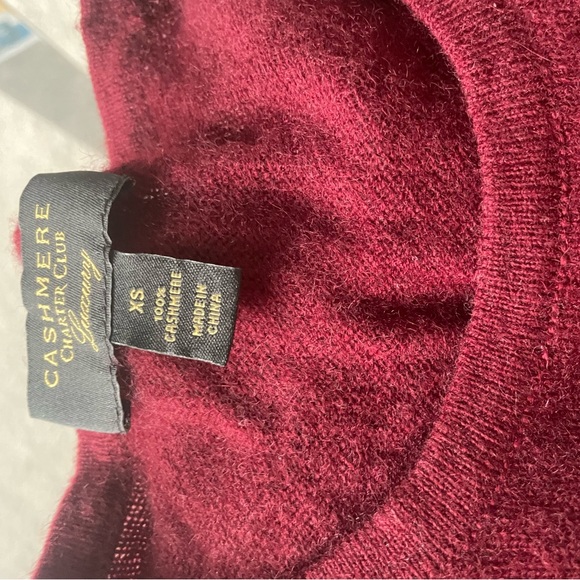 CASHMERE
CHARTER CLUB
Luxury
XS
100%
CASHMERE
MADE IN
CHINA